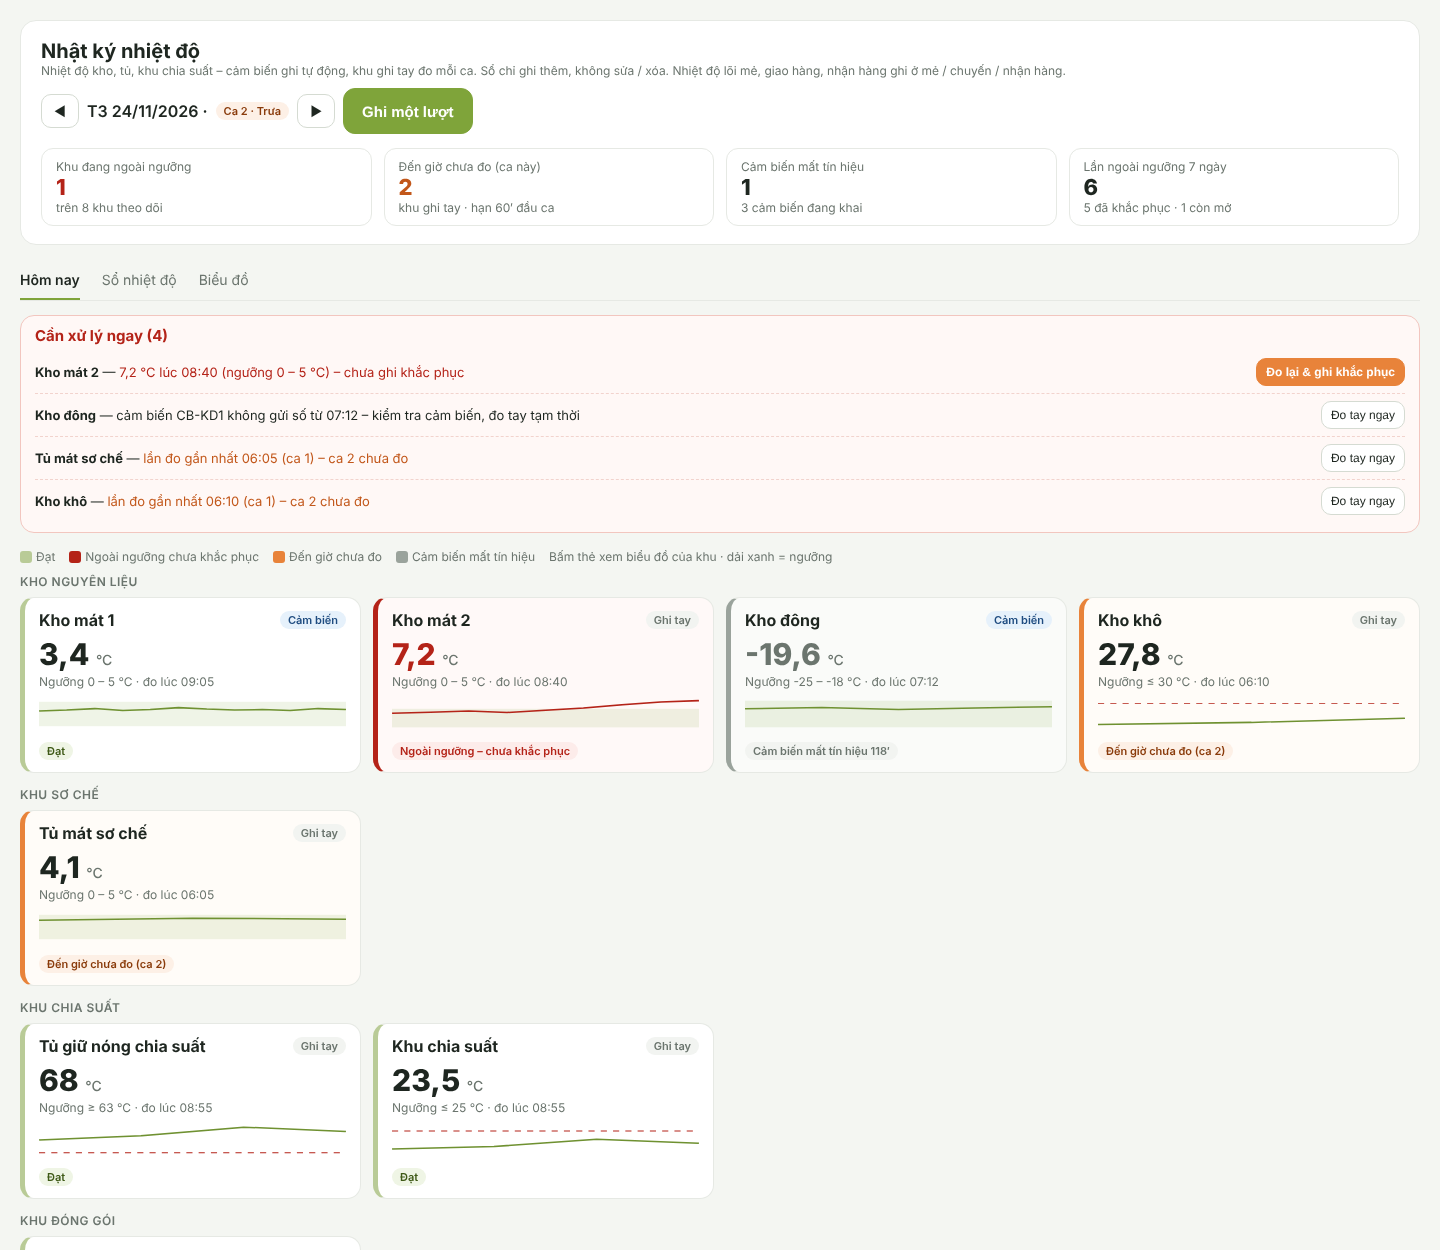 Nhật ký nhiệt độ
Nhiệt độ kho, tủ, khu chia suất – cảm biến ghi tự động, khu ghi tay đo mỗi ca. Sổ chỉ ghi thêm, không sửa / xóa. Nhiệt độ lõi mẻ, giao hàng, nhận hàng ghi ở mẻ / chuyến / nhận hàng.
◀ T3 24/11/2026 · Ca 2 · Trưa ▶ Ghi một lượt
Khu đang ngoài ngưỡng
1
trên 8 khu theo dõi
Đến giờ chưa đo (ca này)
2
khu ghi tay · hạn 60′ đầu ca
Cảm biến mất tín hiệu
1
3 cảm biến đang khai
Lần ngoài ngưỡng 7 ngày
6
5 đã khắc phục · 1 còn mở
Hôm nay Sổ nhiệt độ Biểu đồ
Cần xử lý ngay (4)
Kho mát 2 — 7,2 °C lúc 08:40 (ngưỡng 0 – 5 °C) – chưa ghi khắc phục Đo lại & ghi khắc phục
Kho đông — cảm biến CB-KD1 không gửi số từ 07:12 – kiểm tra cảm biến, đo tay tạm thời Đo tay ngay
Tủ mát sơ chế — lần đo gần nhất 06:05 (ca 1) – ca 2 chưa đo Đo tay ngay
Kho khô — lần đo gần nhất 06:10 (ca 1) – ca 2 chưa đo Đo tay ngay
Đạt Ngoài ngưỡng chưa khắc phục Đến giờ chưa đo Cảm biến mất tín hiệu Bấm thẻ xem biểu đồ của khu · dải xanh = ngưỡng
KHO NGUYÊN LIỆU
Kho mát 1 Cảm biến
3,4 °C
Ngưỡng 0 – 5 °C · đo lúc 09:05
Đạt
Kho mát 2 Ghi tay
7,2 °C
Ngưỡng 0 – 5 °C · đo lúc 08:40
Ngoài ngưỡng – chưa khắc phục
Kho đông Cảm biến
-19,6 °C
Ngưỡng -25 – -18 °C · đo lúc 07:12
Cảm biến mất tín hiệu 118′
Kho khô Ghi tay
27,8 °C
Ngưỡng ≤ 30 °C · đo lúc 06:10
Đến giờ chưa đo (ca 2)
KHU SƠ CHẾ
Tủ mát sơ chế Ghi tay
4,1 °C
Ngưỡng 0 – 5 °C · đo lúc 06:05
Đến giờ chưa đo (ca 2)
KHU CHIA SUẤT
Tủ giữ nóng chia suất Ghi tay
68 °C
Ngưỡng ≥ 63 °C · đo lúc 08:55
Đạt
Khu chia suất Ghi tay
23,5 °C
Ngưỡng ≤ 25 °C · đo lúc 08:55
Đạt
KHU ĐÓNG GÓI